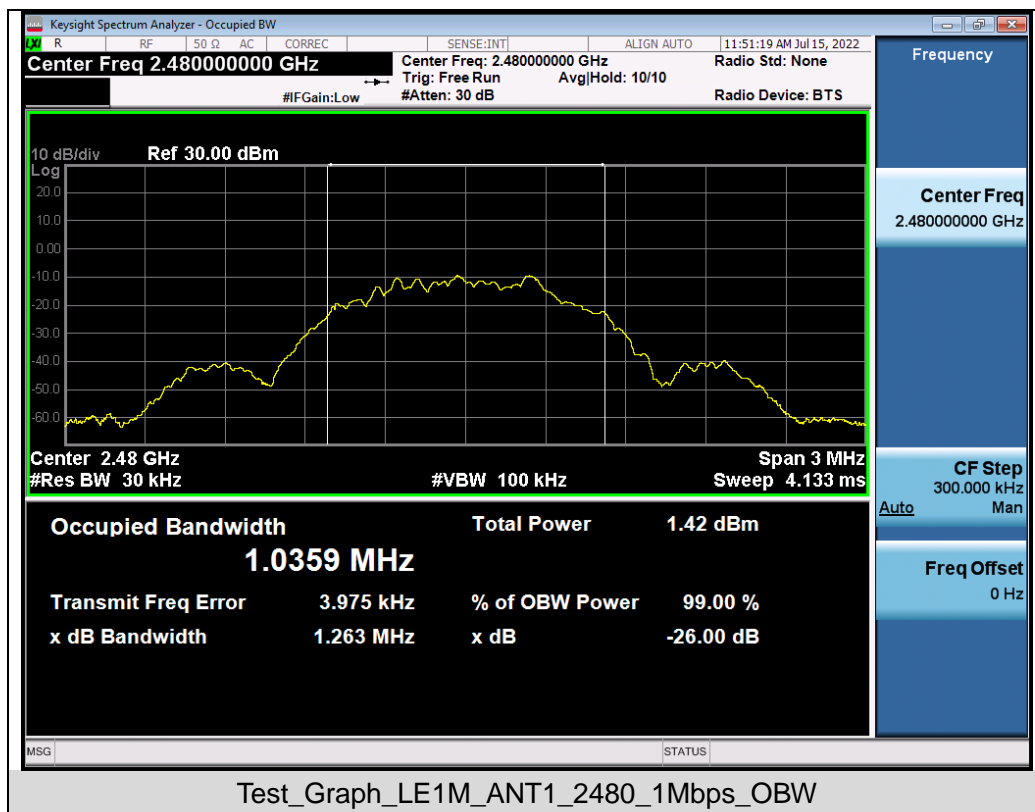 Keysight Spectrum Analyzer - Occupied BW
LXI R RF 50 Ω AC CORREC SENSE:INT ALIGN AUTO 11:51:19 AM Jul 15, 2022
Center Freq 2.480000000 GHz
Center Freq: 2.480000000 GHz
Radio Std: None
Trig: Free Run Avg|Hold: 10/10
#IFGain:Low
#Atten: 30 dB
Radio Device: BTS
10 dB/div Ref 30.00 dBm
Log
20.0
10.0
0.00
-10.0
-20.0
-30.0
-40.0
-50.0
-60.0
Center 2.48 GHz
Span 3 MHz
#Res BW 30 kHz
#VBW 100 kHz
Sweep 4.133 ms
Occupied Bandwidth
1.0359 MHz
Total Power 1.42 dBm
Transmit Freq Error 3.975 kHz
% of OBW Power 99.00 %
x dB Bandwidth 1.263 MHz
x dB -26.00 dB
Frequency
Center Freq
2.480000000 GHz
CF Step
300.000 kHz
Auto Man
Freq Offset
0 Hz
MSG
STATUS
Test_Graph_LE1M_ANT1_2480_1Mbps_OBW